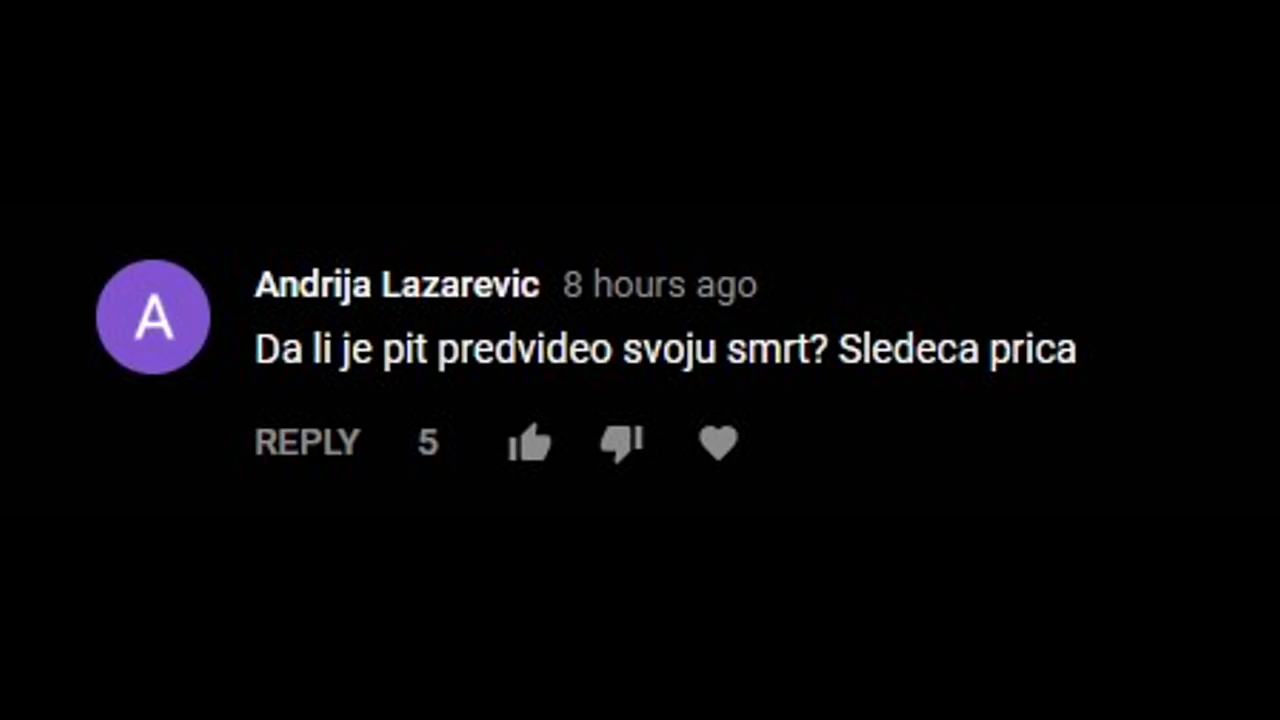 A
Andrija Lazarevic 8 hours ago
Da li je pit predvideo svoju smrt? Sledeca prica
REPLY 5